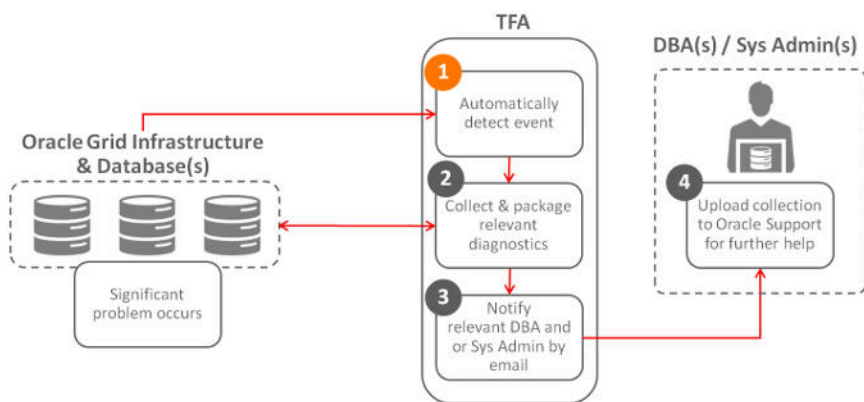 TFA
DBA(s) / Sys Admin(s)
1
Automatically
detect event
Oracle Grid Infrastructure
& Database(s)
2
Collect & package
relevant
diagnostics
4
Upload collection
to Oracle Support
for further help
Significant
problem occurs
3
Notify
relevant DBA and
or Sys Admin by
email